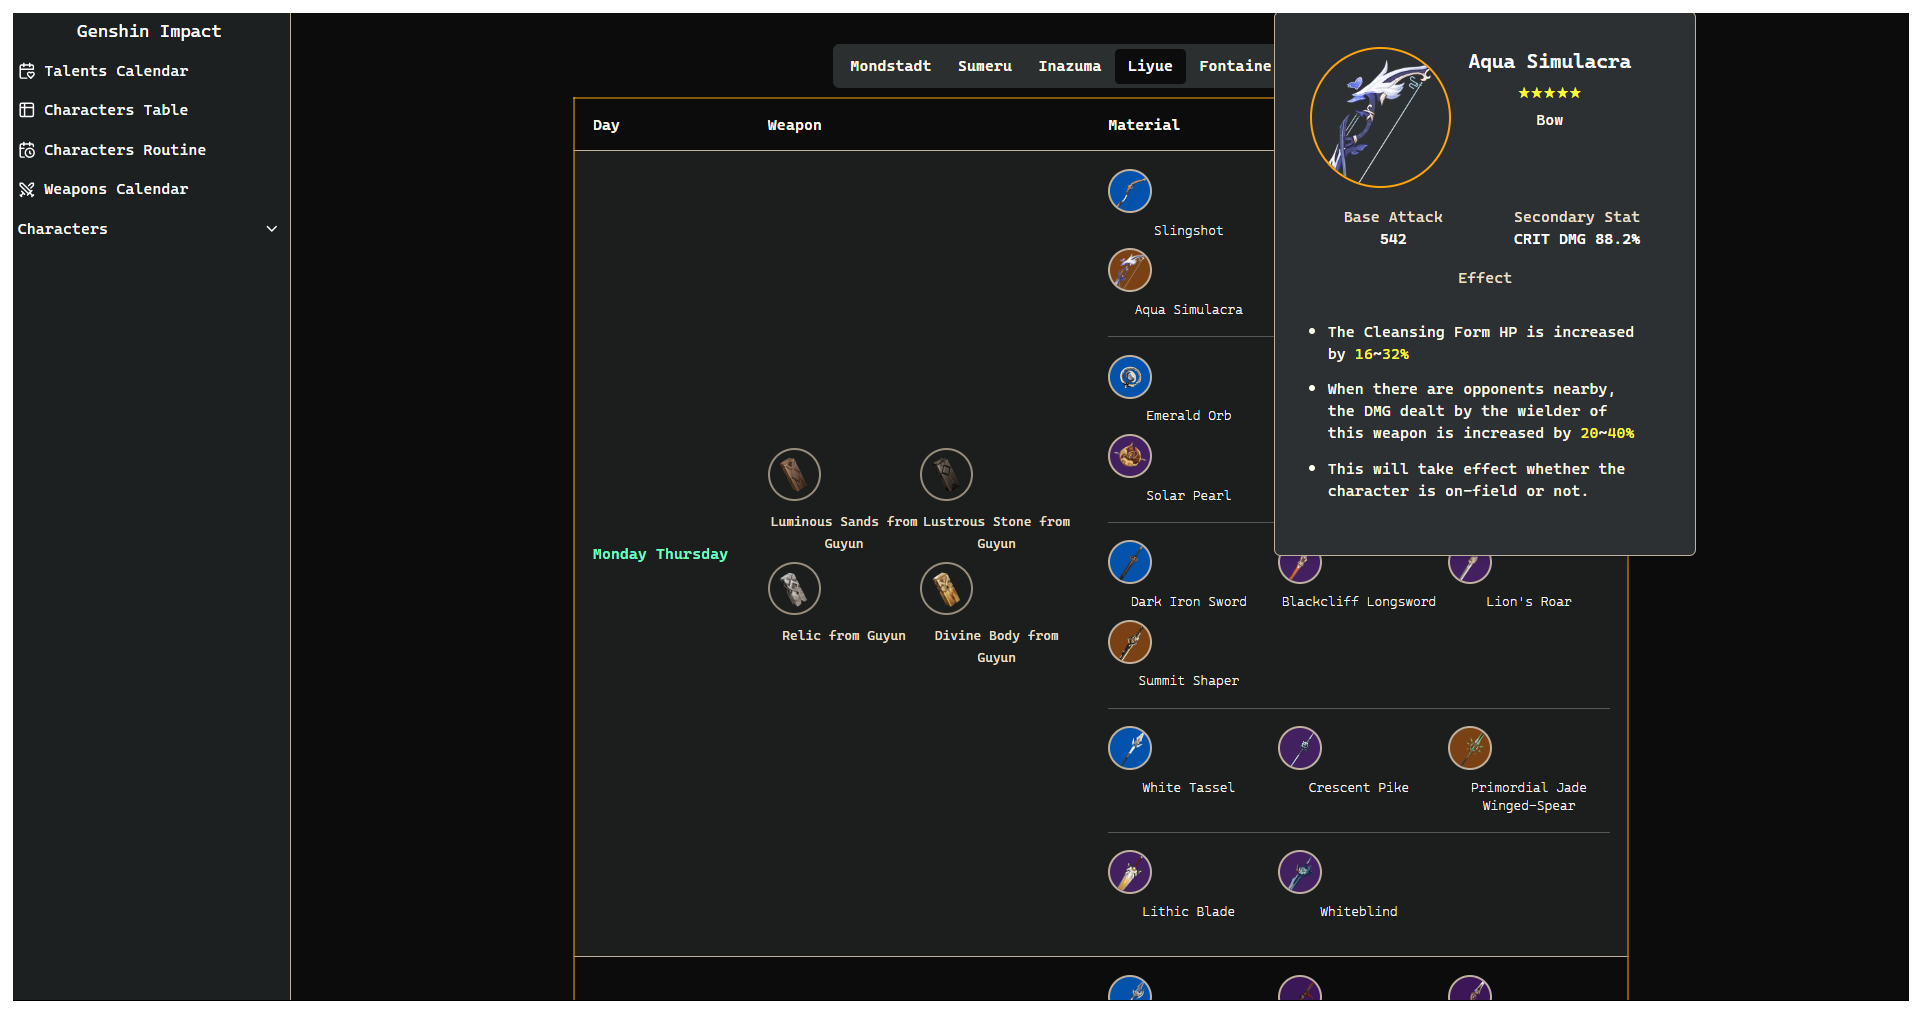 Genshin Impact
Talents Calendar
Characters Table
Characters Routine
Weapons Calendar
Characters
Mondstadt Sumeru Inazuma Liyue Fontaine
Day Weapon Material
Monday Thursday
Luminous Sands from
Guyun
Lustrous Stone from
Guyun
Relic from Guyun
Divine Body from
Guyun
Slingshot
Aqua Simulacra
Emerald Orb
Solar Pearl
Dark Iron Sword
Blackcliff Longsword
Lion's Roar
Summit Shaper
White Tassel
Crescent Pike
Primordial Jade
Winged-Spear
Lithic Blade
Whiteblind
Aqua Simulacra
★★★★★
Bow
Base Attack
542
Secondary Stat
CRIT DMG 88.2%
Effect
• The Cleansing Form HP is increased
by 16~32%
• When there are opponents nearby,
the DMG dealt by the wielder of
this weapon is increased by 20~40%
• This will take effect whether the
character is on-field or not.